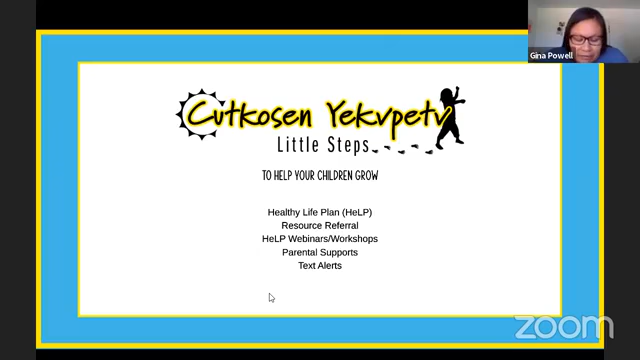 Gina Powell
Cutkosen Yekvpetv
Little Steps
TO HELP YOUR CHILDREN GROW
Healthy Life Plan (HeLP)
Resource Referral
HeLP Webinars/Workshops
Parental Supports
Text Alerts
zoom